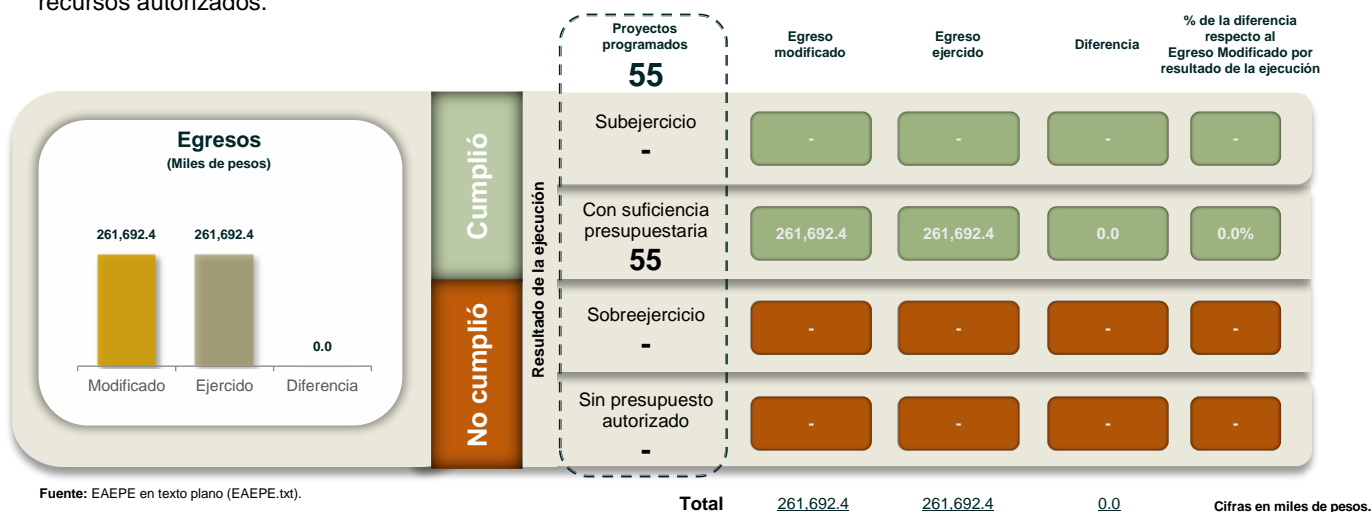 recursos autorizados.
Proyectos
programados
55
Egreso
modificado
Egreso
ejercido
Diferencia
% de la diferencia
respecto al
Egreso Modificado por
resultado de la ejecución
Egresos
(Miles de pesos)
261,692.4
261,692.4
0.0
Modificado
Ejercido
Diferencia
Cumplió
No cumplió
Resultado de la ejecución
Subejercicio
-
- - - -
Con suficiencia
presupuestaria
55
261,692.4 261,692.4 0.0 0.0%
Sobreejercicio
-
- - - -
Sin presupuesto
autorizado
-
- - - -
Fuente: EAEPE en texto plano (EAEPE.txt).
Total 261,692.4 261,692.4 0.0
Cifras en miles de pesos.